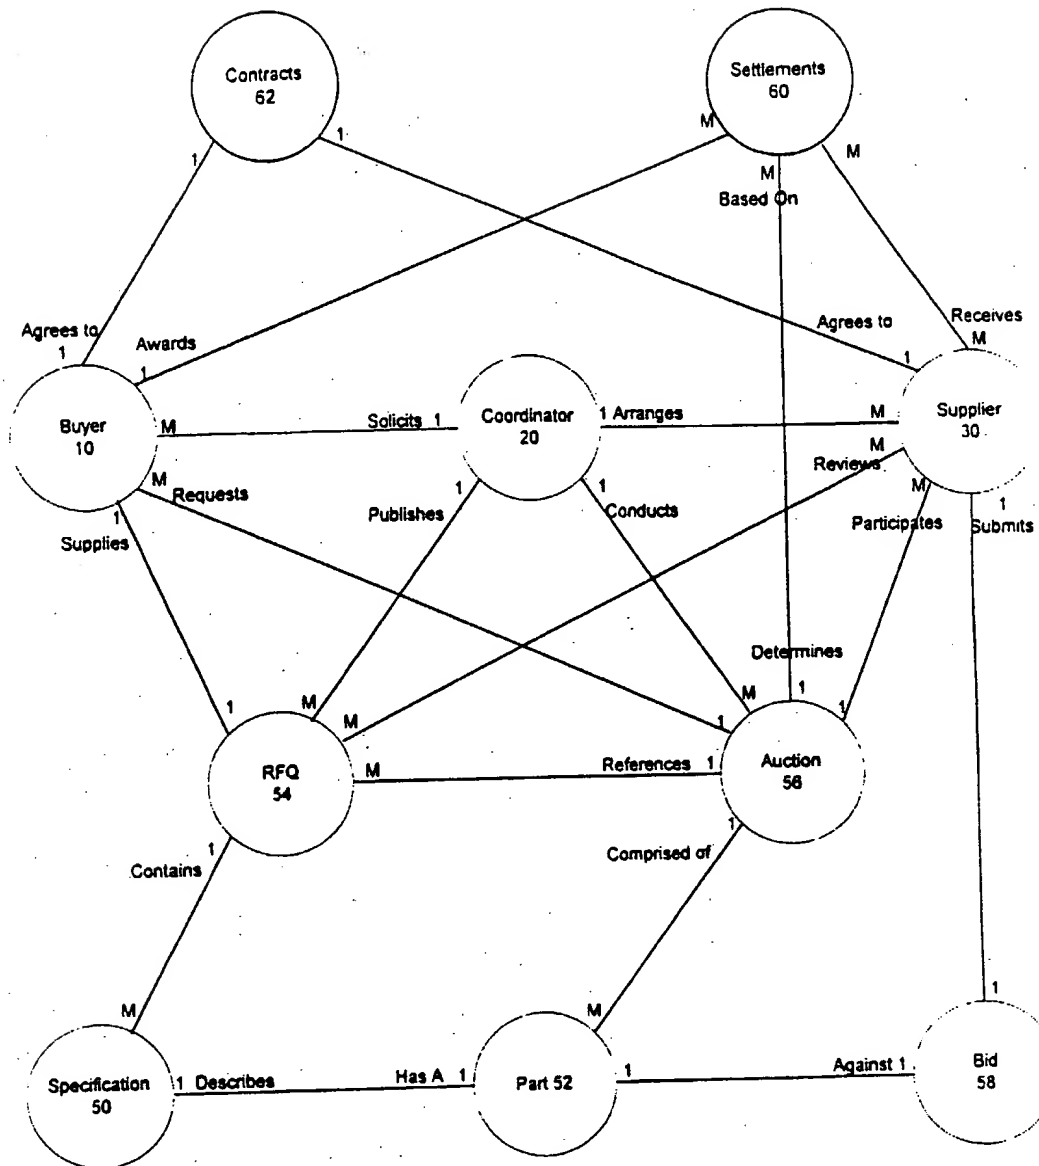 Contracts
62
Settlements
60
1
1
M
M
M
Based On
Agrees to
1
Awards
1
Agrees to
1
Receives
M
Buyer
10
M
Solicits 1
Coordinator
20
1 Arranges
M
Supplier
30
M
Requests
1
Supplies
Publishes
1
1
Conducts
Reviews
M
M
Participates
1
Submits
Determines
1
M
1
1
1
M
M
RFQ
54
M
References 1
Auction
56
1
Contains
1
Comprised of
M
M
1
Specification
50
1 Describes
Has A 1
Part 52
1
Against 1
Bid
58